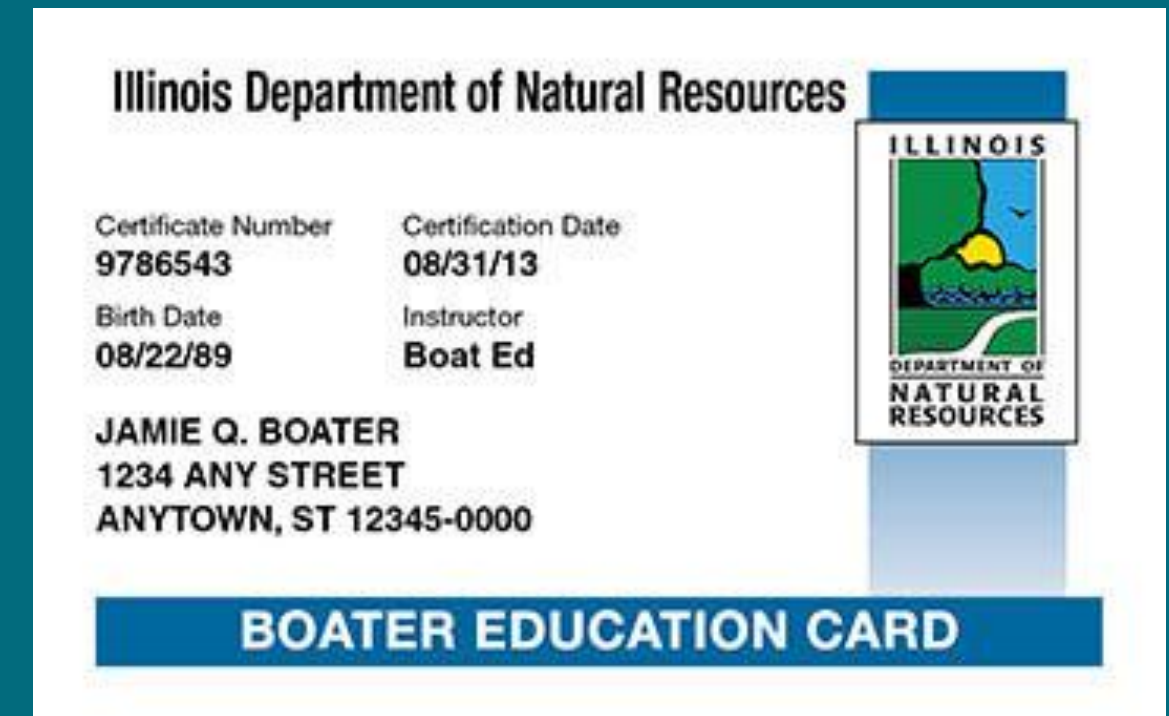 Illinois Department of Natural Resources
ILLINOIS
DEPARTMENT OF
NATURAL
RESOURCES
Certificate Number Certification Date
9786543 08/31/13
Birth Date Instructor
08/22/89 Boat Ed
JAMIE Q. BOATER
1234 ANY STREET
ANYTOWN, ST 12345-0000
BOATER EDUCATION CARD